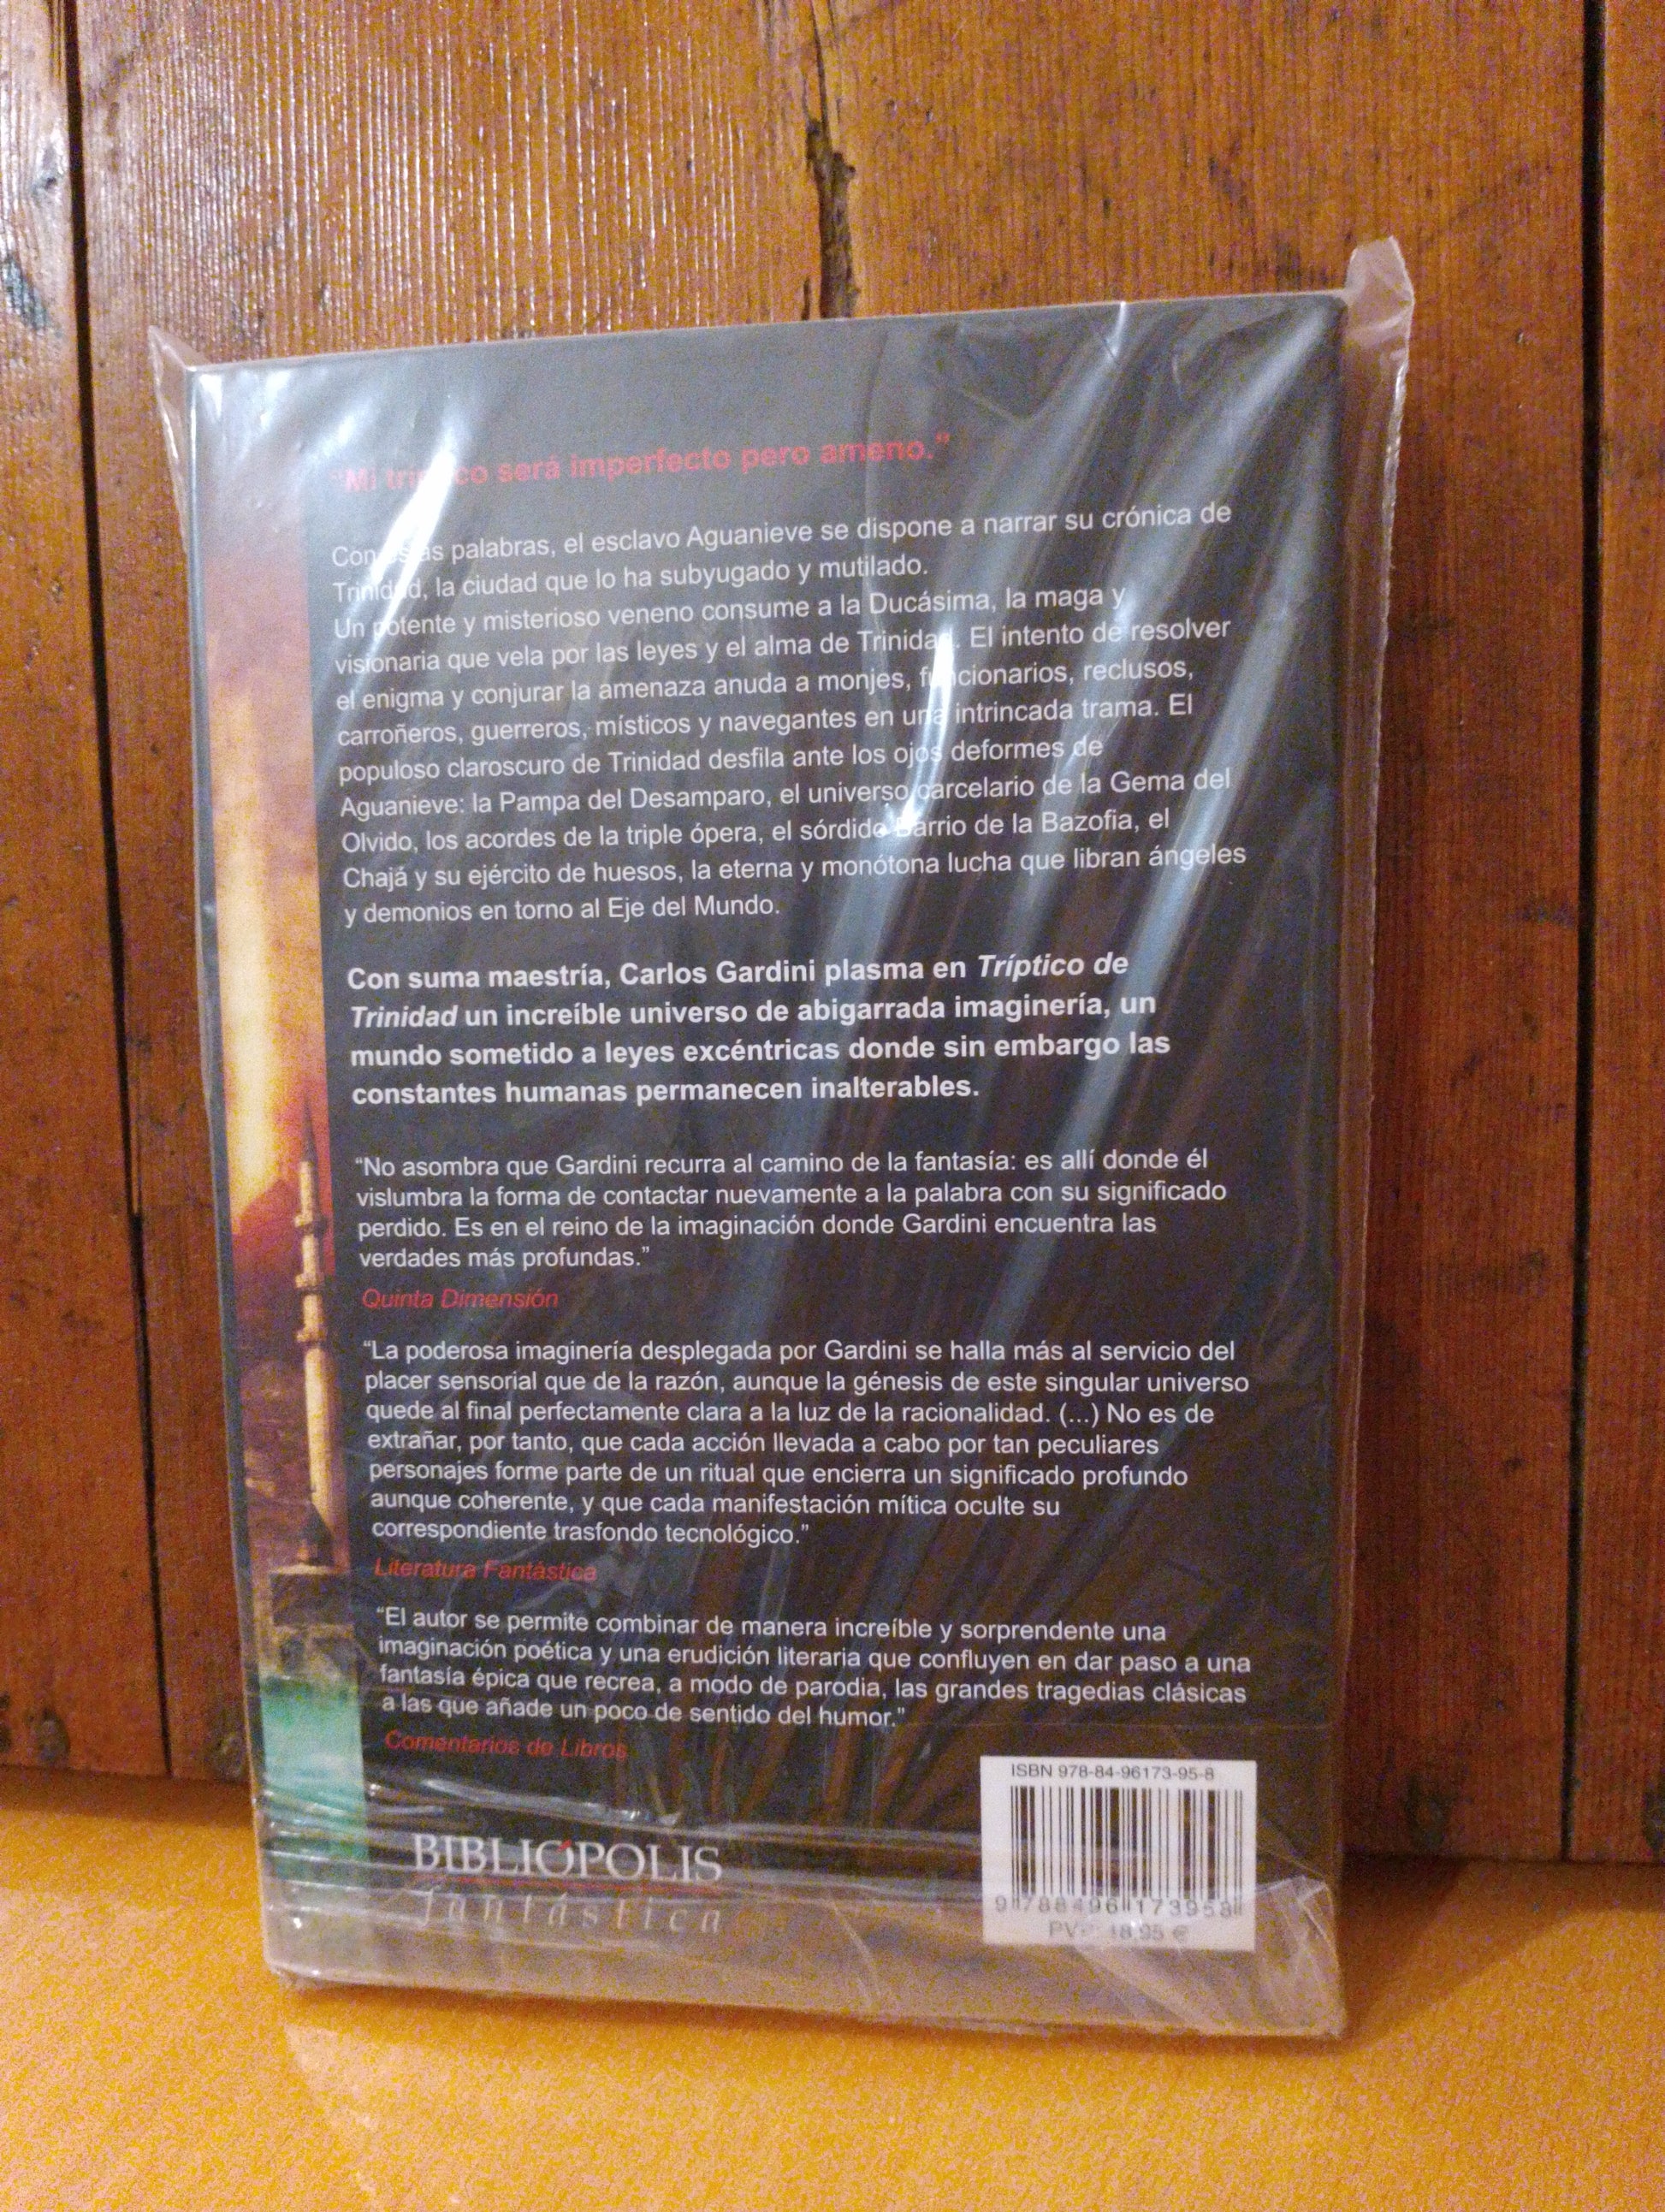 “Mi tríptico será imperfecto pero ameno.”
Con estas palabras, el esclavo Aguanieve se dispone a narrar su crónica de
Trinidad, la ciudad que lo ha subyugado y mutilado.
Un potente y misterioso veneno consume a la Ducásima, la maga y
visionaria que vela por las leyes y el alma de Trinidad. El intento de resolver
el enigma y conjurar la amenaza anuda a monjes, funcionarios, reclusos,
carroñeros, guerreros, místicos y navegantes en una intrincada trama. El
populoso claroscuro de Trinidad desfila ante los ojos deformes de
Aguanieve: la Pampa del Desamparo, el universo carcelario de la Gema del
Olvido, los acordes de la triple ópera, el sórdido Barrio de la Bazofia, el
Chajá y su ejército de huesos, la eterna y monótona lucha que libran ángeles
y demonios en torno al Eje del Mundo.
Con suma maestría, Carlos Gardini plasma en Tríptico de
Trinidad un increíble universo de abigarrada imaginería, un
mundo sometido a leyes excéntricas donde sin embargo las
constantes humanas permanecen inalterables.
“No asombra que Gardini recurra al camino de la fantasía: es allí donde él
vislumbra la forma de contactar nuevamente a la palabra con su significado
perdido. Es en el reino de la imaginación donde Gardini encuentra las
verdades más profundas.”
Quinta Dimensión
“La poderosa imaginería desplegada por Gardini se halla más al servicio del
placer sensorial que de la razón, aunque la génesis de este singular universo
quede al final perfectamente clara a la luz de la racionalidad. (...) No es de
extrañar, por tanto, que cada acción llevada a cabo por tan peculiares
personajes forme parte de un ritual que encierra un significado profundo
aunque coherente, y que cada manifestación mítica oculte su
correspondiente trasfondo tecnológico.”
Literatura Fantástica
“El autor se permite combinar de manera increíble y sorprendente una
imaginación poética y una erudición literaria que confluyen en dar paso a una
fantasía épica que recrea, a modo de parodia, las grandes tragedias clásicas
a las que añade un poco de sentido del humor.”
Comentarios de Libros
ISBN 978-84-96173-95-8
BIBLIÓPOLIS
fantástica
9 788496 173958
PVP: 18,95 €